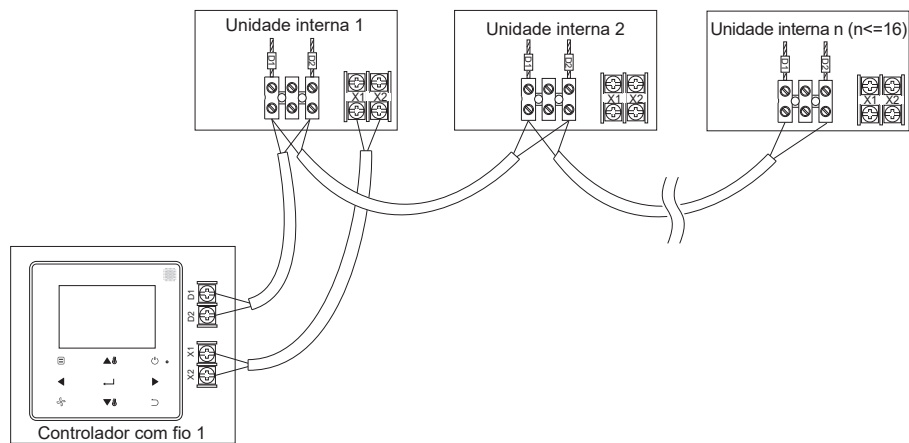 Unidade interna 1
D1
D2
X1 X2
Unidade interna 2
D1
D2
X1 X2
Unidade interna n (n<=16)
D1
D2
X1 X2
D1
D2
X1
X2
Controlador com fio 1